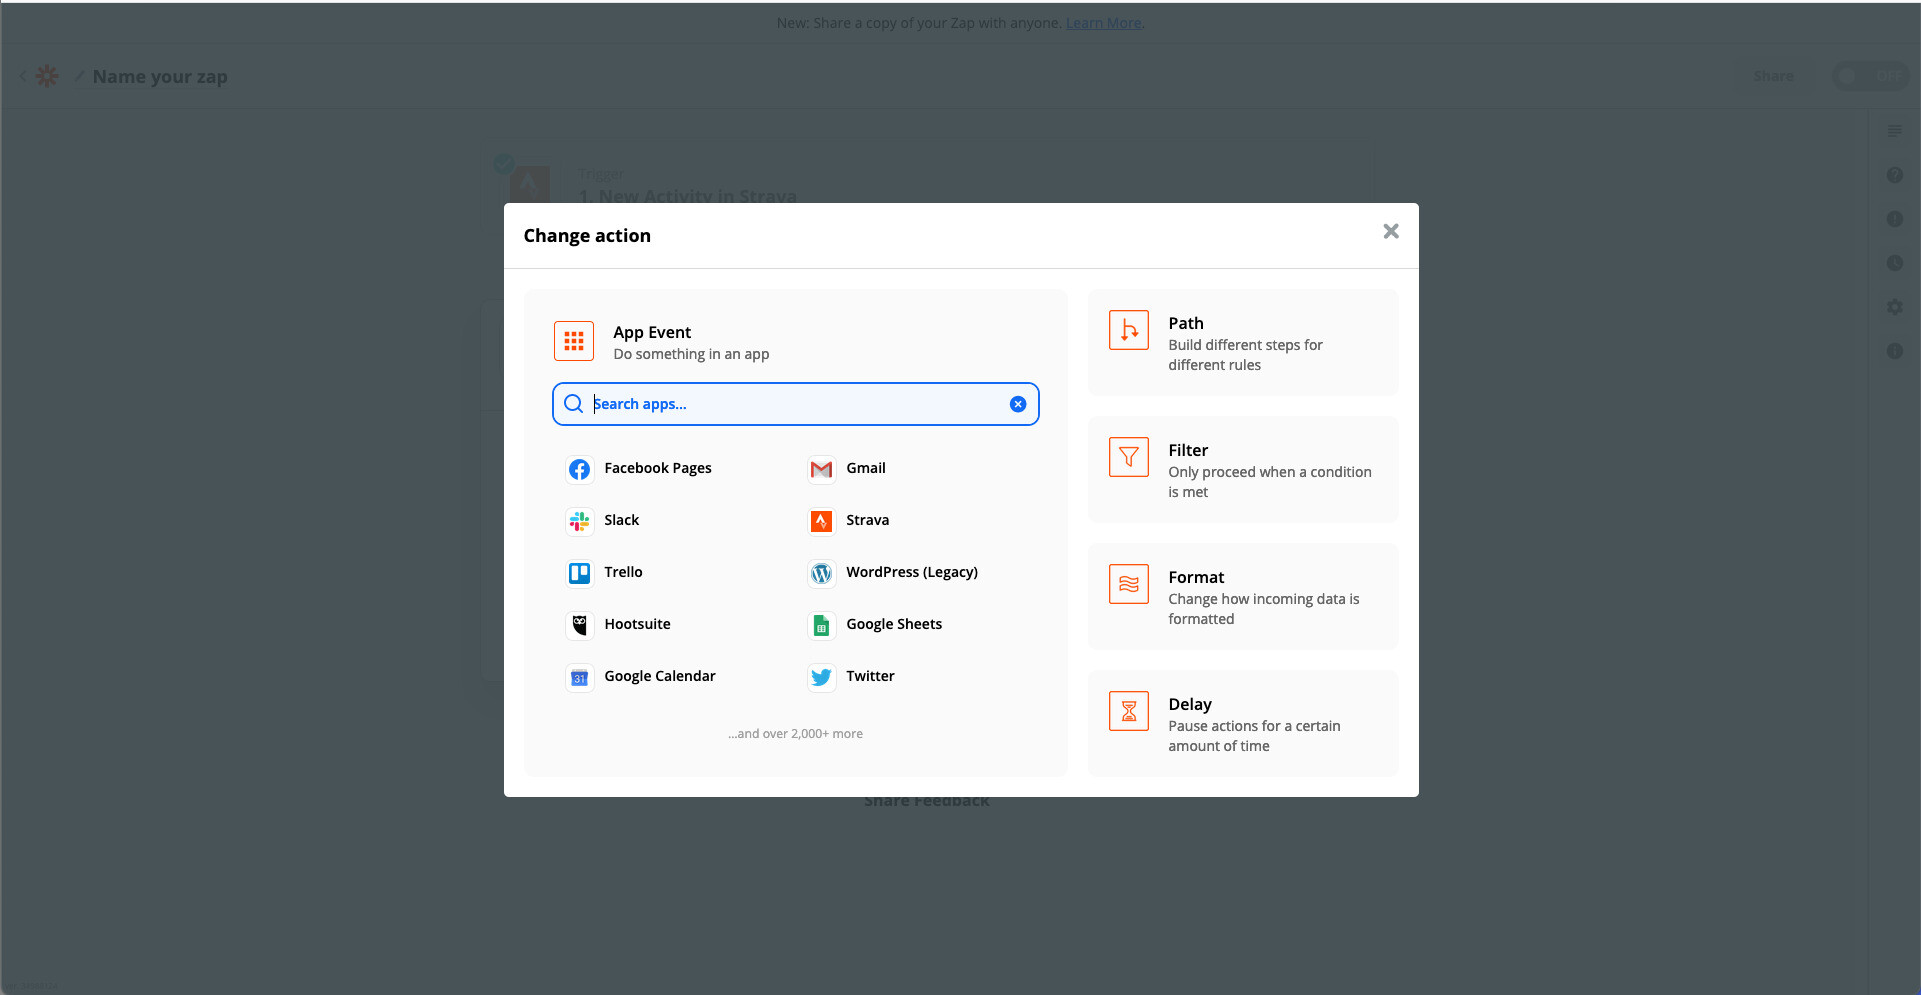 New: Share a copy of your Zap with anyone. Learn More.
Name your zap
Share
OFF
Trigger
1. New Activity in Strava
Change action
App Event
Do something in an app
Search apps...
Facebook Pages
Gmail
Slack
Strava
Trello
WordPress (Legacy)
Hootsuite
Google Sheets
31
Google Calendar
Twitter
...and over 2,000+ more
Path
Build different steps for
different rules
Filter
Only proceed when a condition
is met
Format
Change how incoming data is
formatted
Delay
Pause actions for a certain
amount of time
Share Feedback